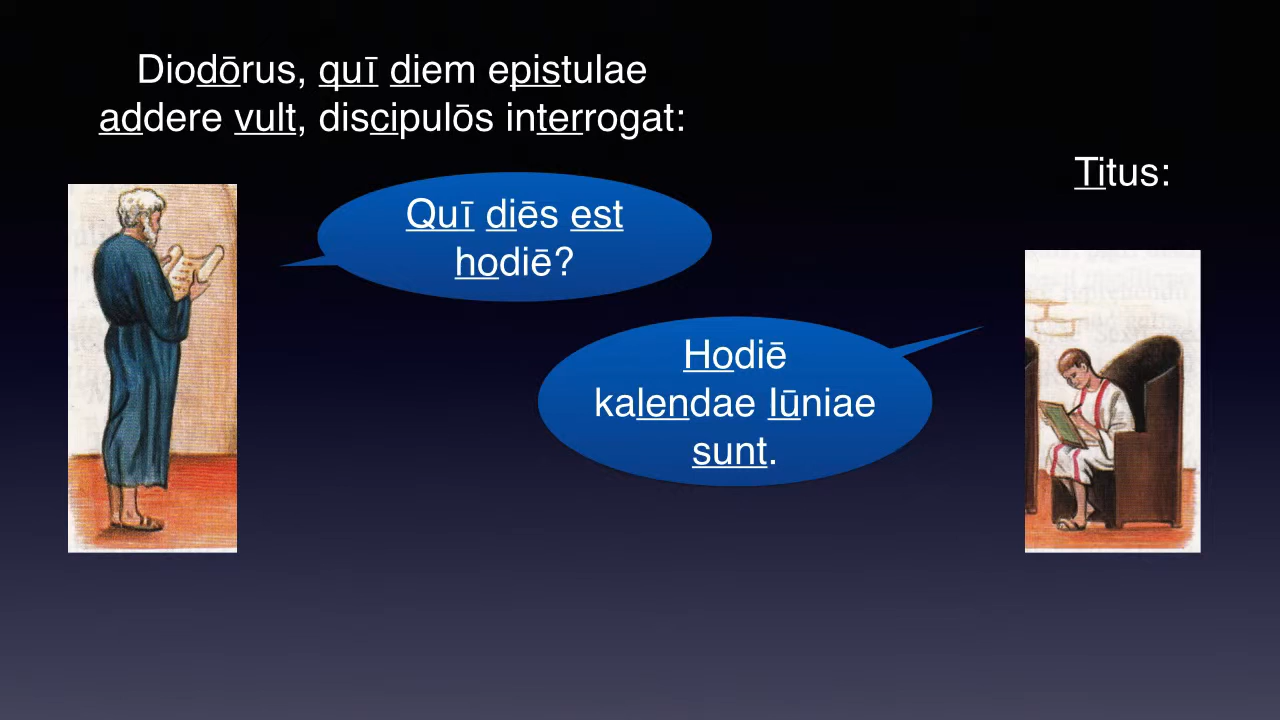 Diodōrus, quī diem epistulae
addere vult, discipulōs interrogat:
Titus:
Quī diēs est
hodiē?
Hodiē
kalendae Iūniae
sunt.